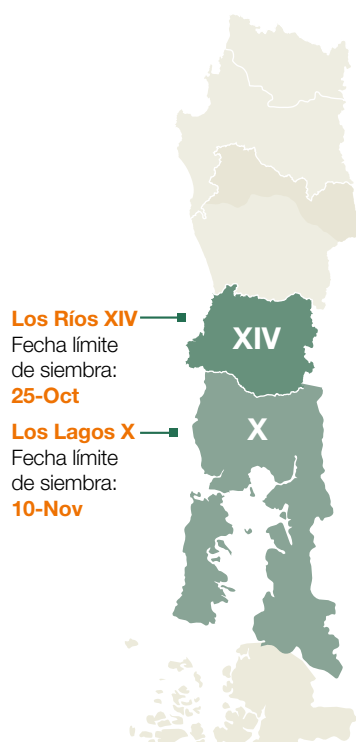 Los Ríos XIV
Fecha límite
de siembra:
25-Oct
Los Lagos X
Fecha límite
de siembra:
10-Nov
XIV
X